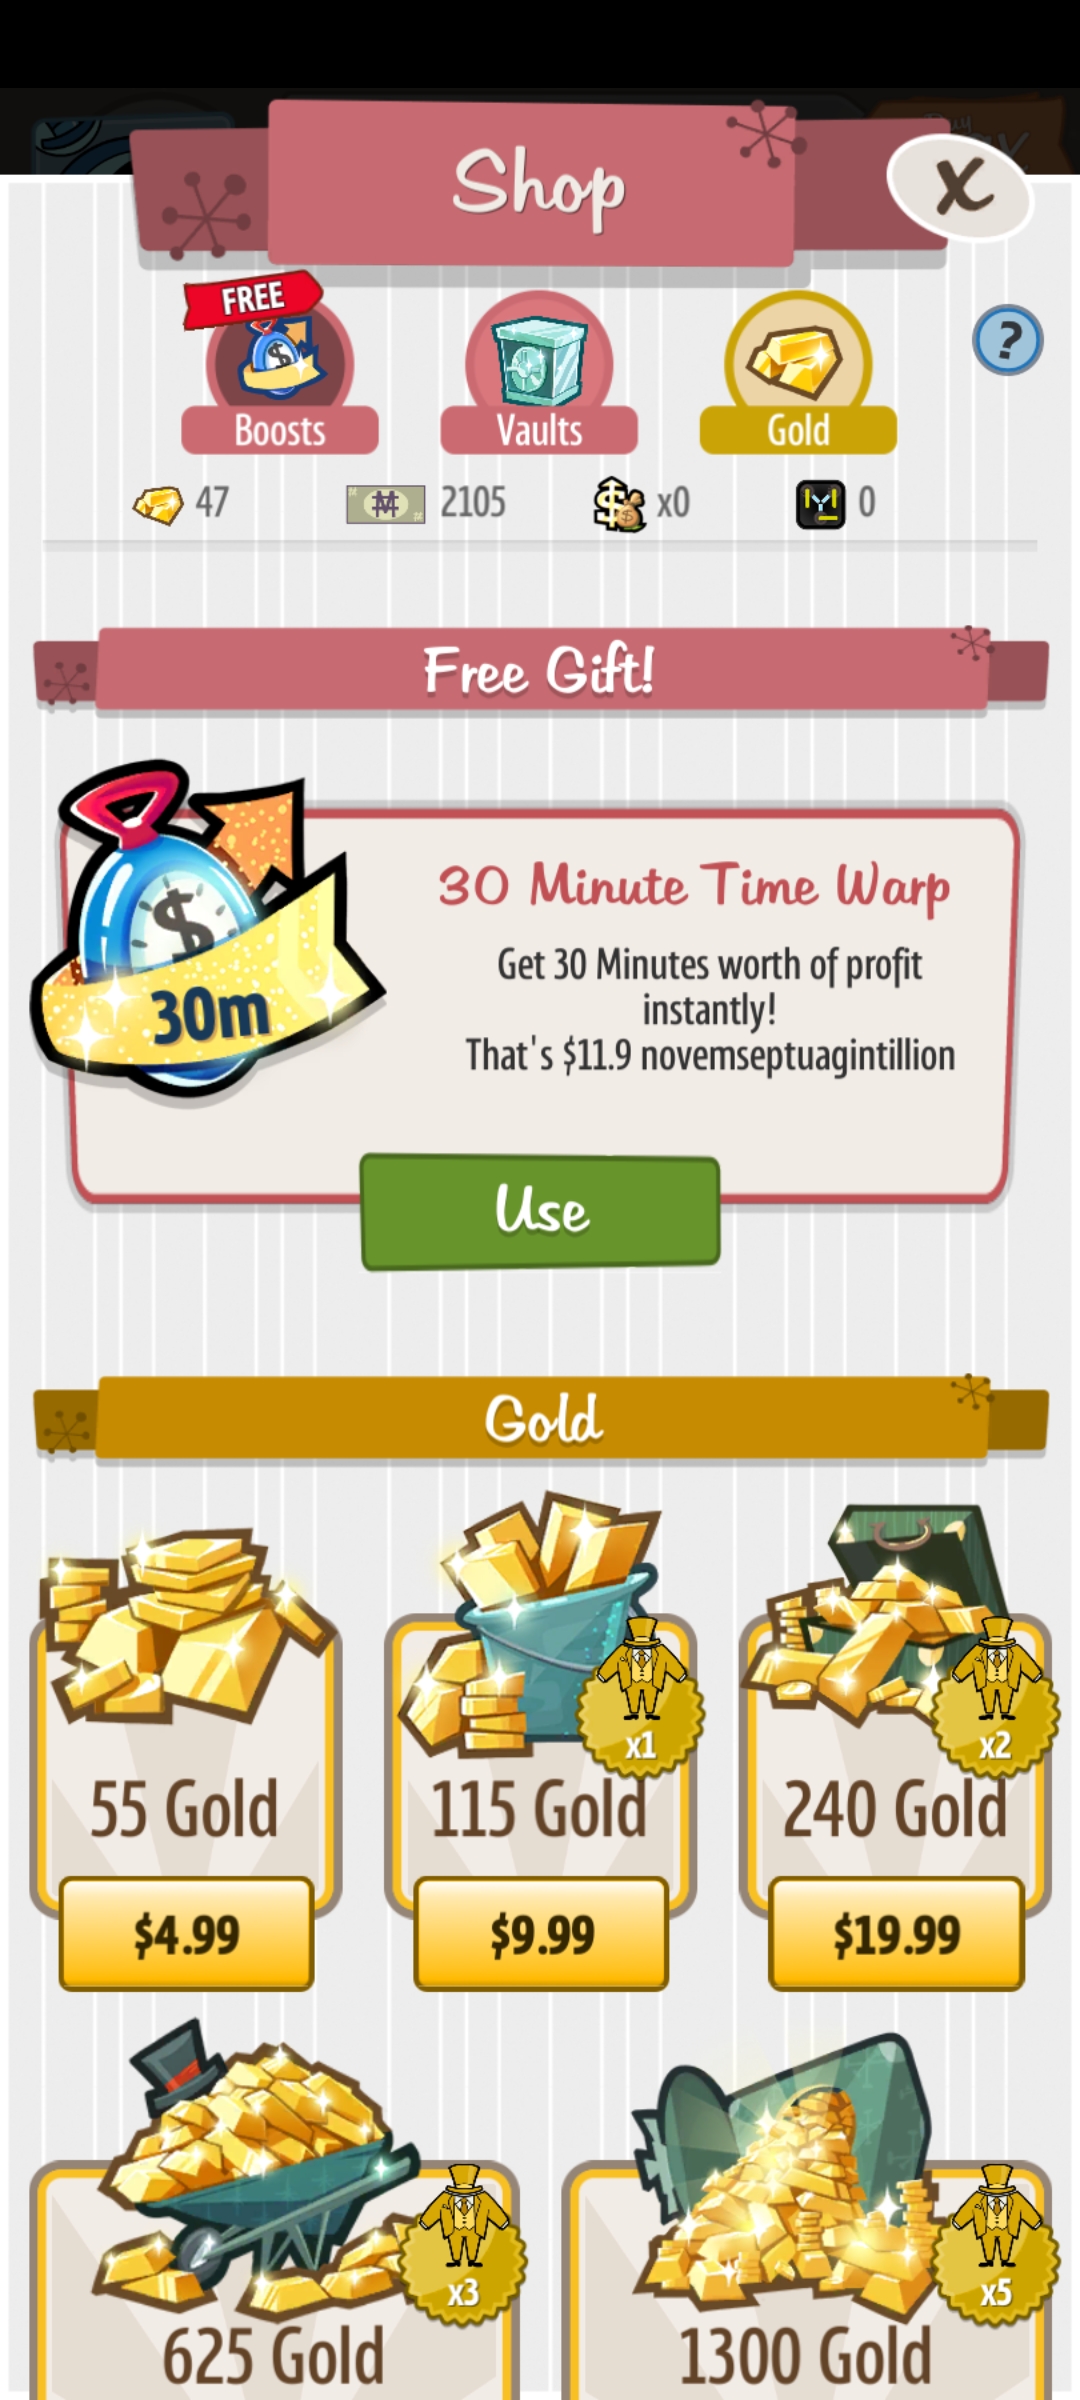 Shop
X
FREE
Boosts
Vaults
Gold
?
47
2105
x0
0
Free Gift!
30 Minute Time Warp
Get 30 Minutes worth of profit
instantly!
That's $11.9 novemseptuagintillion
30m
Use
Gold
x1
x2
55 Gold
115 Gold
240 Gold
$4.99
$9.99
$19.99
x3
x5
625 Gold
1300 Gold